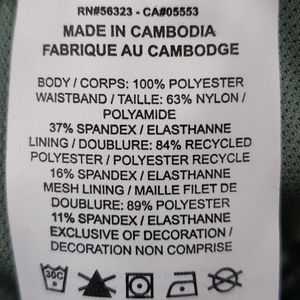 RN#56323 - CA#05553
MADE IN CAMBODIA
FABRIQUE AU CAMBODGE
BODY / CORPS: 100% POLYESTER
WAISTBAND / TAILLE: 63% NYLON /
POLYAMIDE
37% SPANDEX / ELASTHANNE
LINING / DOUBLURE: 84% RECYCLED
POLYESTER / POLYESTER RECYCLE
16% SPANDEX / ELASTHANNE
MESH LINING / MAILLE FILET DE
DOUBLURE: 89% POLYESTER
11% SPANDEX / ELASTHANNE
EXCLUSIVE OF DECORATION /
DECORATION NON COMPRISE
30C